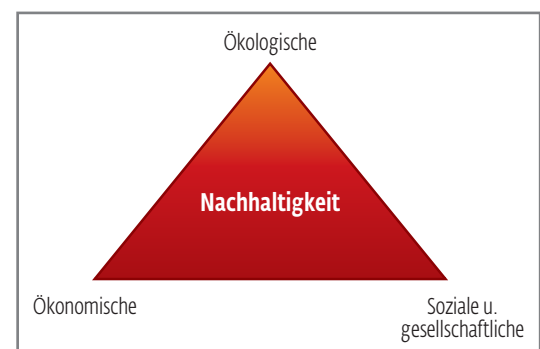 Ökologische
Nachhaltigkeit
Ökonomische
Soziale u.
gesellschaftliche